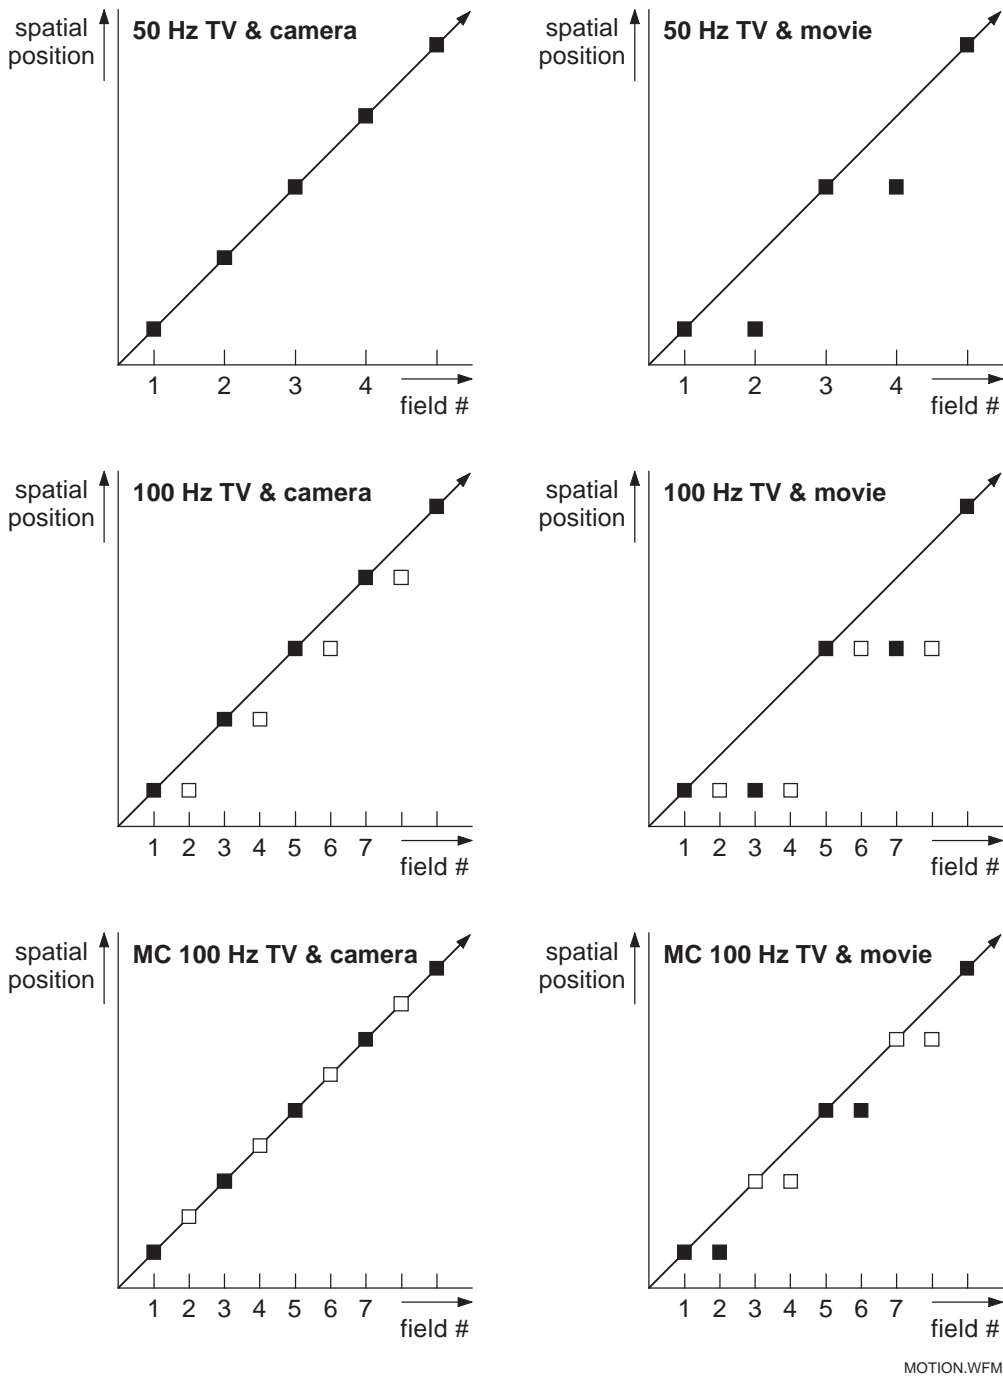 spatial
position
50 Hz TV & camera
1 2 3 4
field #
spatial
position
50 Hz TV & movie
1 2 3 4
field #
spatial
position
100 Hz TV & camera
1 2 3 4 5 6 7
field #
spatial
position
100 Hz TV & movie
1 2 3 4 5 6 7
field #
spatial
position
MC 100 Hz TV & camera
1 2 3 4 5 6 7
field #
spatial
position
MC 100 Hz TV & movie
1 2 3 4 5 6 7
field #
MOTION.WFM